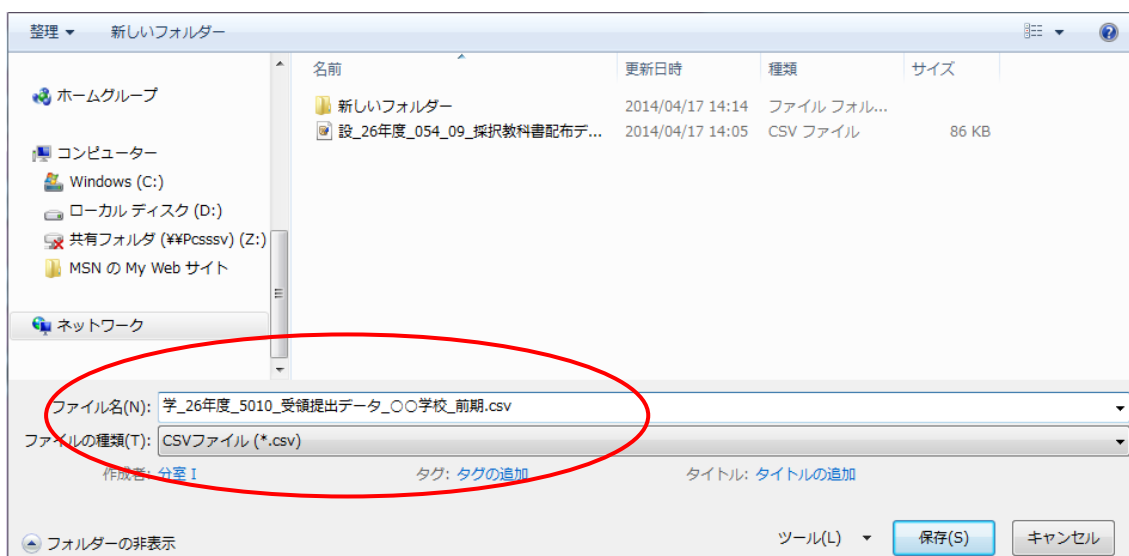 整理 新しいフォルダー
名前 更新日時 種類 サイズ
ホームグループ
新しいフォルダー 2014/04/17 14:14 ファイル フォル...
設_26年度_054_09_採択教科書配布デ... 2014/04/17 14:05 CSV ファイル 86 KB
コンピューター
Windows (C:)
ローカル ディスク (D:)
共有フォルダ (¥¥Pcsssv) (Z:)
MSN の My Web サイト
ネットワーク
ファイル名(N): 学_26年度_5010_受領提出データ_○○学校_前期.csv
ファイルの種類(T): CSVファイル (*.csv)
作成者: 分室 I タグ: タグの追加 タイトル: タイトルの追加
フォルダーの非表示 ツール(L) 保存(S) キャンセル